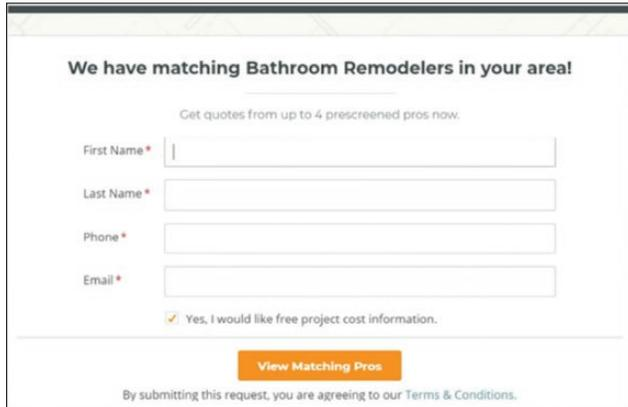 We have matching Bathroom Remodelers in your area!
Get quotes from up to 4 prescreened pros now.
First Name *
Last Name *
Phone *
Email *
Yes, I would like free project cost information.
View Matching Pros
By submitting this request, you are agreeing to our Terms & Conditions.